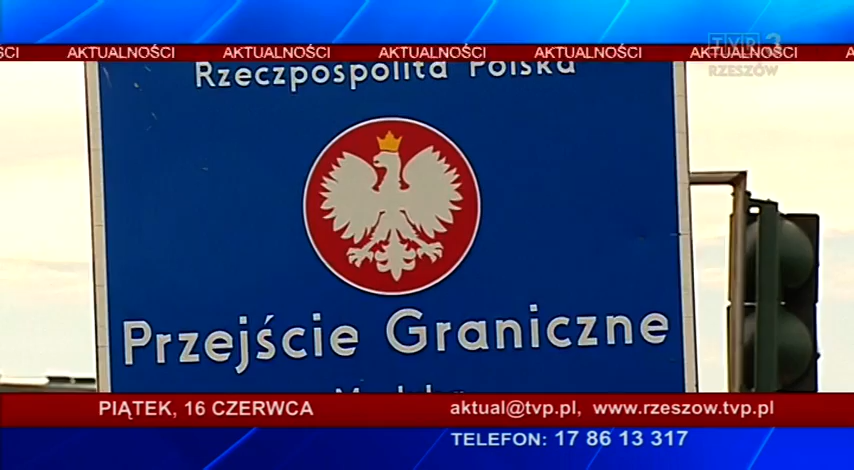 AKTUALNOŚCI AKTUALNOŚCI AKTUALNOŚCI AKTUALNOŚCI AKTUALNOŚCI
TVP 3
RZESZÓW
Rzeczpospolita Polska
Przejście Graniczne
PIĄTEK, 16 CZERWCA
aktual@tvp.pl, www.rzeszow.tvp.pl
TELEFON: 17 86 13 317